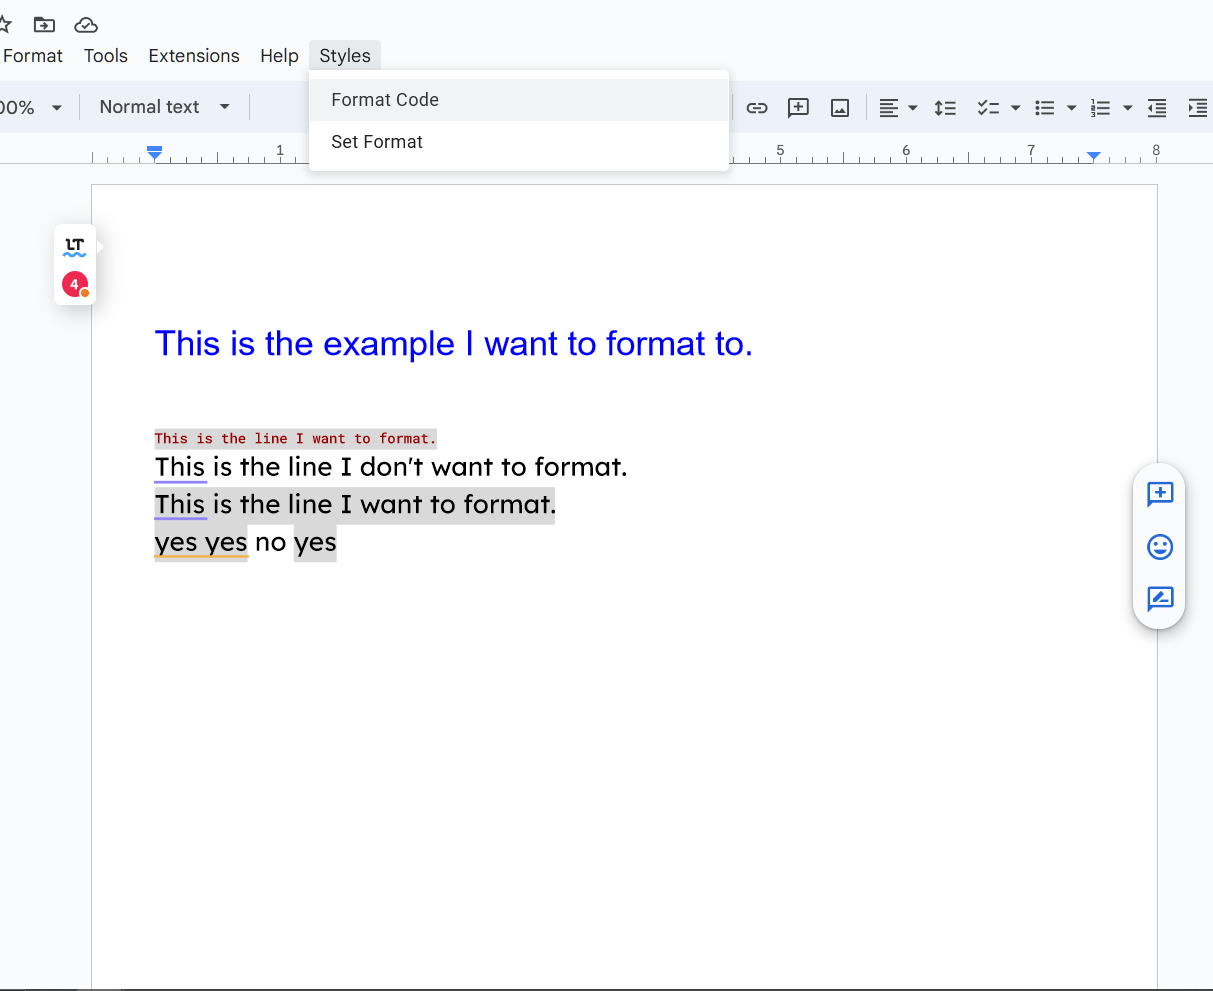 Format Tools Extensions Help Styles
00% Normal text
Format Code
Set Format
1 5 6 7 8
LT
4
This is the example I want to format to.
This is the line I want to format.
This is the line I don't want to format.
This is the line I want to format.
yes yes no yes